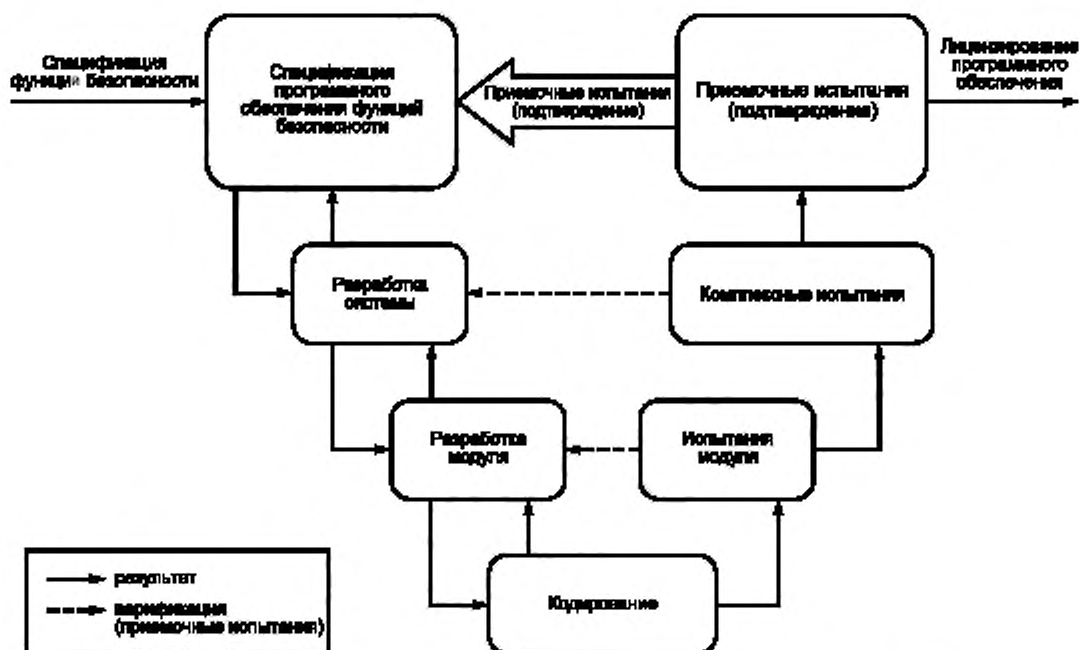 Спецификация
функций безопасности
Спецификация
программного
обеспечения функций
безопасности
Приемочные испытания
(подтверждение)
Приемочные испытания
(подтверждение)
Лицензирование
программного
обеспечения
Разработка
системы
Комплексные испытания
Разработка
модуля
Испытания
модуля
Кодирование
результат
верификация
(приемочные испытания)